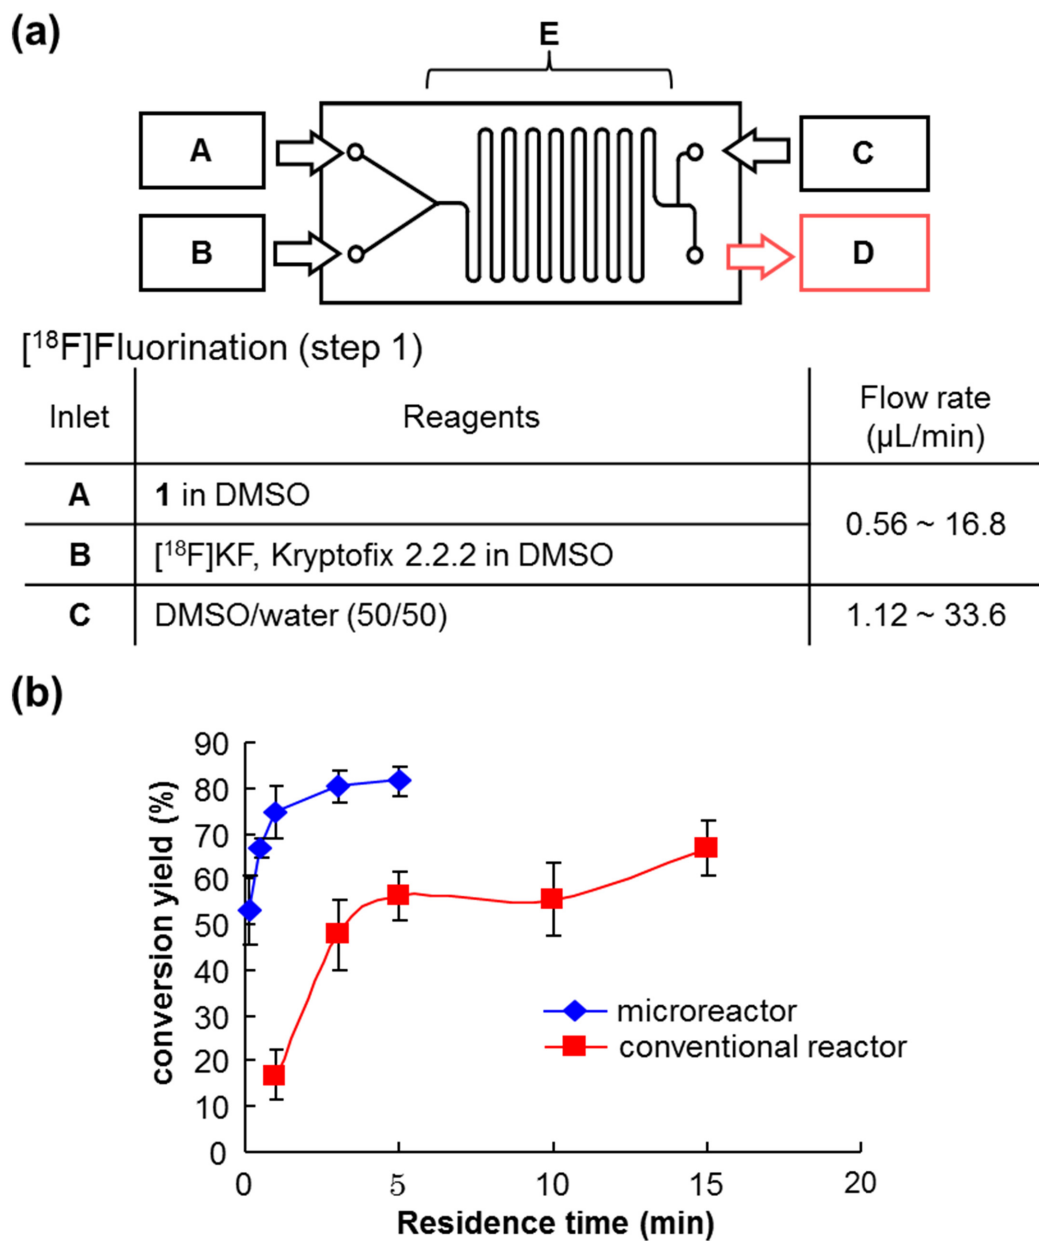 (a)
E
A
C
B
D
[¹⁸F]Fluorination (step 1)
Inlet Reagents Flow rate (µL/min)
A 1 in DMSO 0.56 ~ 16.8
B [¹⁸F]KF, Kryptofix 2.2.2 in DMSO
C DMSO/water (50/50) 1.12 ~ 33.6
(b)
conversion yield (%)
90
80
70
60
50
40
30
20
10
0
microreactor
conventional reactor
0 5 10 15 20
Residence time (min)